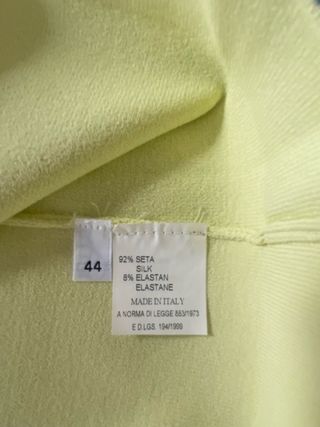 44
92% SETA
SILK
8% ELASTAN
ELASTANE
MADE IN ITALY
A NORMA DI LEGGE 883/1973
E D.LGS. 194/1999